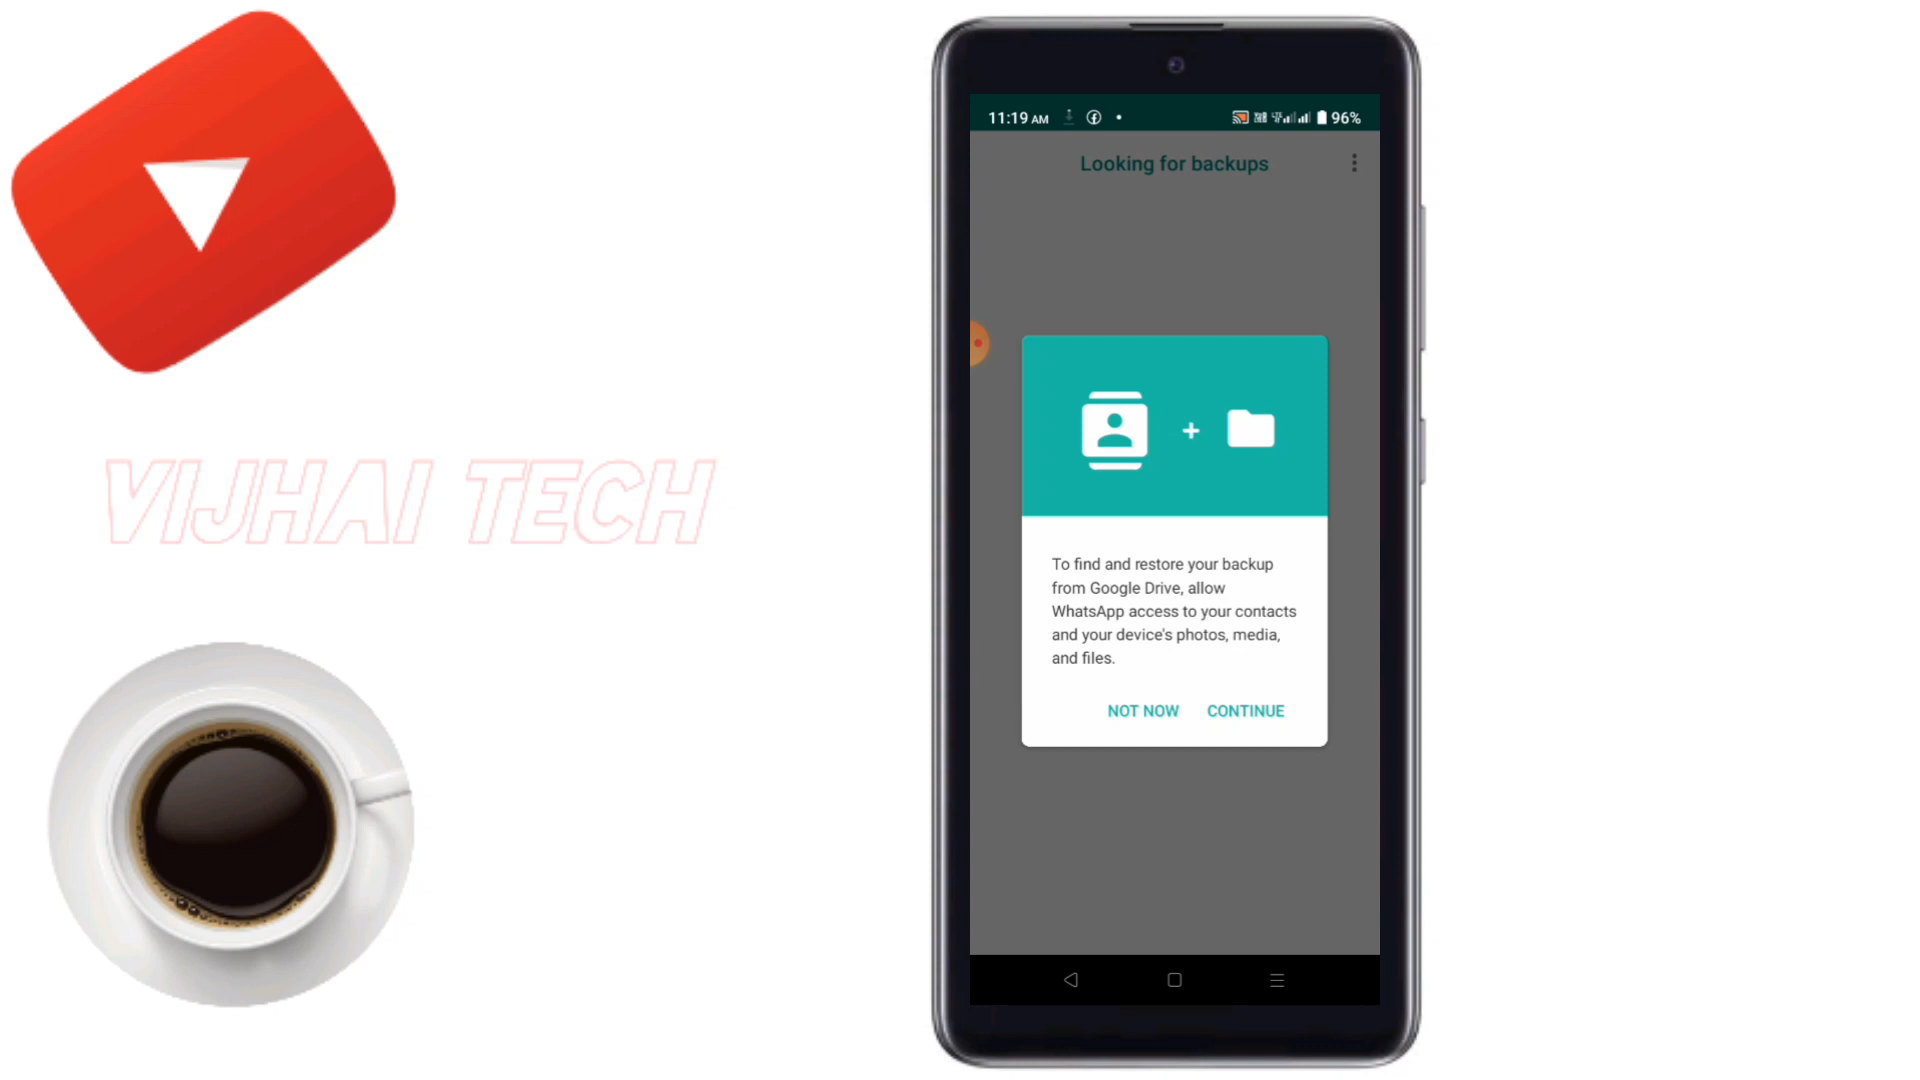 VIJHAI TECH
11:19 AM
96%
Looking for backups
To find and restore your backup
from Google Drive, allow
WhatsApp access to your contacts
and your device's photos, media,
and files.
NOT NOW CONTINUE